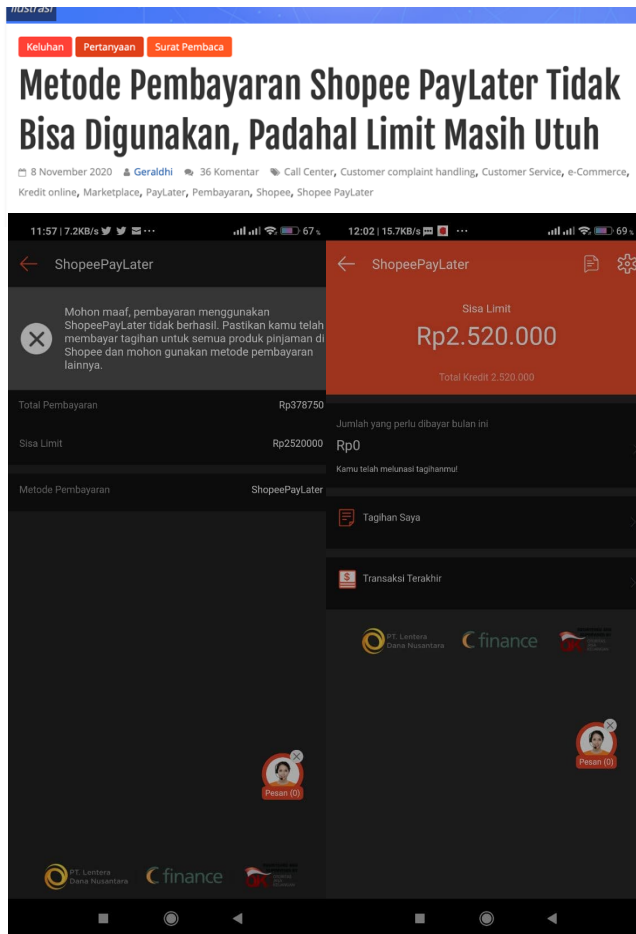 Ilustrasi
Keluhan Pertanyaan Surat Pembaca
Metode Pembayaran Shopee PayLater Tidak
Bisa Digunakan, Padahal Limit Masih Utuh
8 November 2020 Geraldhi 36 Komentar Call Center, Customer complaint handling, Customer Service, e-Commerce,
Kredit online, Marketplace, PayLater, Pembayaran, Shopee, Shopee PayLater
11:57 | 7.2KB/s 67%
ShopeePayLater
Mohon maaf, pembayaran menggunakan
ShopeePayLater tidak berhasil. Pastikan kamu telah
membayar tagihan untuk semua produk pinjaman di
Shopee dan mohon gunakan metode pembayaran
lainnya.
Total Pembayaran Rp378750
Sisa Limit Rp2520000
Metode Pembayaran ShopeePayLater
Pesan (0)
PT. Lentera
Dana Nusantara
Cfinance
12:02 | 15.7KB/s 69%
ShopeePayLater
Sisa Limit
Rp2.520.000
Total Kredit 2.520.000
Jumlah yang perlu dibayar bulan ini
Rp0
Kamu telah melunasi tagihanmu!
Tagihan Saya
Transaksi Terakhir
PT. Lentera
Dana Nusantara
Cfinance
Pesan (0)